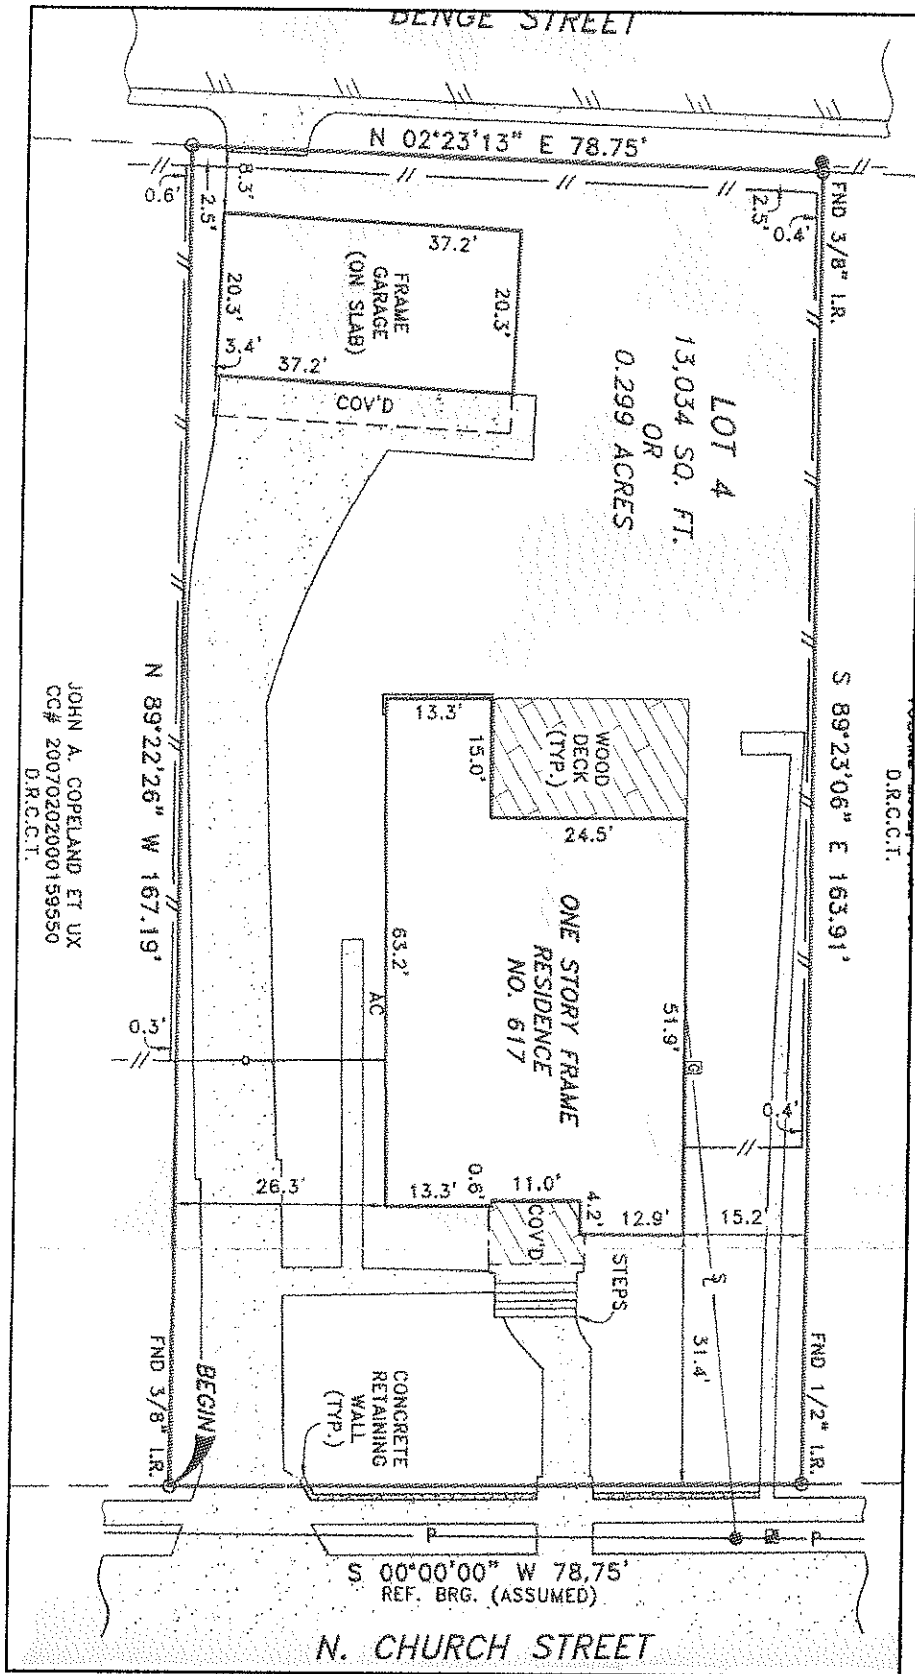 BENGE STREET
N 02°23'13" E 78.75'
0.6'
2.5'
8.3'
2.5'
0.4'
FND 3/8" I.R.
37.2'
FRAME
GARAGE
(ON SLAB)
20.3'
20.3'
3.4'
37.2'
COV'D
LOT 4
13,034 SQ. FT.
OR
0.299 ACRES
S 89°23'06" E 163.91'
D.R.C.C.T.
N 89°22'26" W 167.19'
JOHN A. COPELAND ET UX
CC# 20070202000159550
D.R.C.C.T.
13.3'
15.0'
WOOD
DECK
(TYP.)
24.5'
ONE STORY FRAME
RESIDENCE
NO. 617
63.2'
AC
51.9'
G
0.3'
0.4'
26.3'
13.3'
0.6'
11.0'
4.2'
12.9'
15.2'
COV'D
STEPS
S
31.4'
CONCRETE
RETAINING
WALL
(TYP.)
BEGIN
FND 3/8" I.R.
FND 1/2" I.R.
P
P
S 00°00'00" W 78.75'
REF. BRG. (ASSUMED)
N. CHURCH STREET